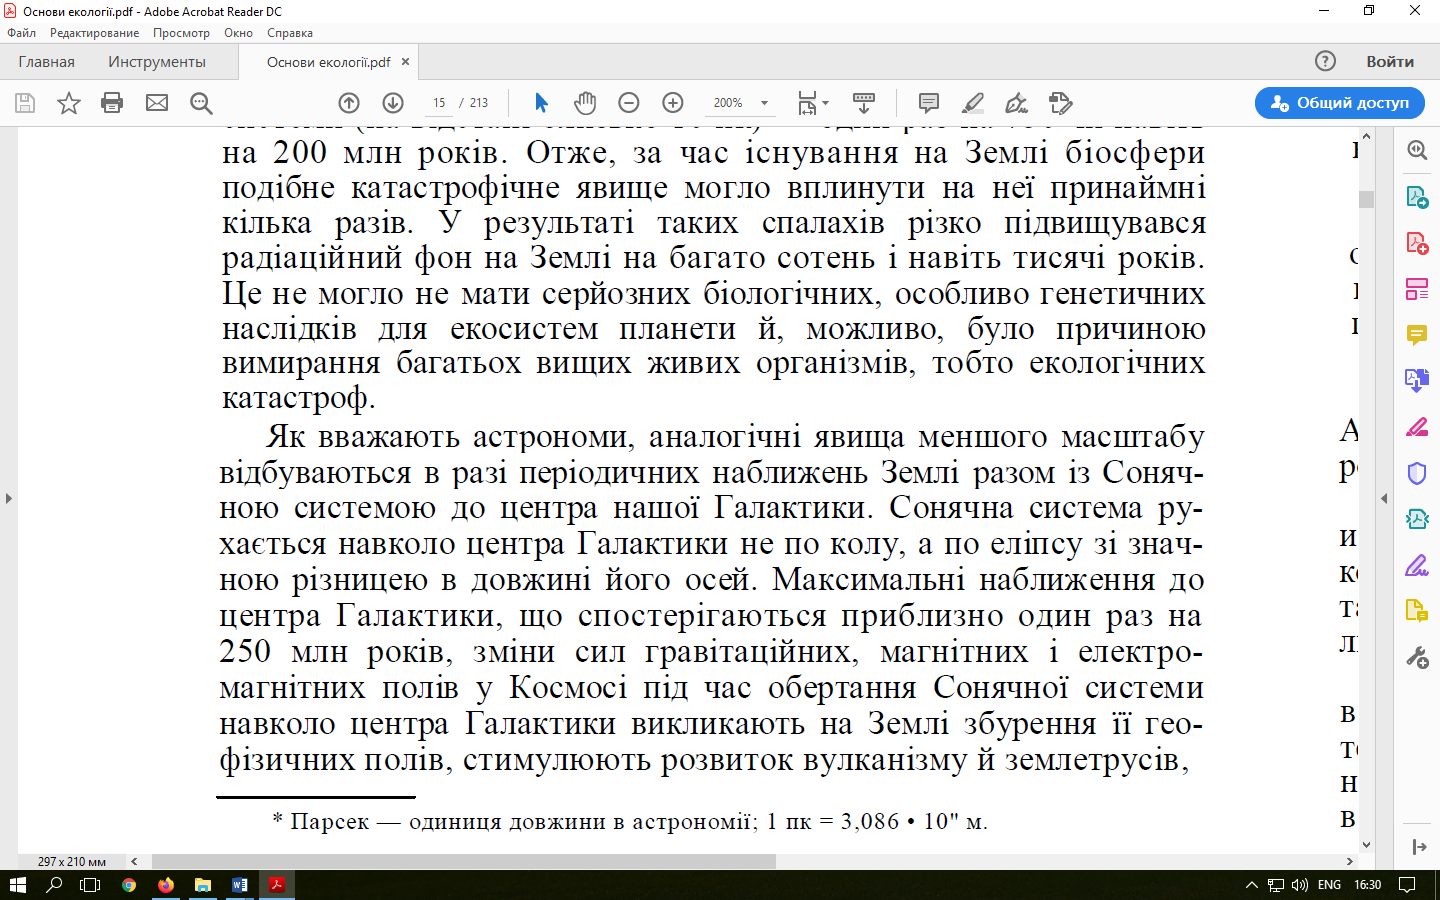 Основи екології.pdf - Adobe Acrobat Reader DC
Файл Редактирование Просмотр Окно Справка
Главная Инструменты Основи екології.pdf × Войти
15 / 213 200% Общий доступ
на 200 млн років. Отже, за час існування на Землі біосфери
подібне катастрофічне явище могло вплинути на неї принаймні
кілька разів. У результаті таких спалахів різко підвищувався
радіаційний фон на Землі на багато сотень і навіть тисячі років.
Це не могло не мати серйозних біологічних, особливо генетичних
наслідків для екосистем планети й, можливо, було причиною
вимирання багатьох вищих живих організмів, тобто екологічних
катастроф.
Як вважають астрономи, аналогічні явища меншого масштабу
відбуваються в разі періодичних наближень Землі разом із Соняч-
ною системою до центра нашої Галактики. Сонячна система ру-
хається навколо центра Галактики не по колу, а по еліпсу зі знач-
ною різницею в довжині його осей. Максимальні наближення до
центра Галактики, що спостерігаються приблизно один раз на
250 млн років, зміни сил гравітаційних, магнітних і електро-
магнітних полів у Космосі під час обертання Сонячної системи
навколо центра Галактики викликають на Землі збурення її гео-
фізичних полів, стимулюють розвиток вулканізму й землетрусів,
* Парсек — одиниця довжини в астрономії; 1 пк = 3,086 • 10" м.
297 x 210 мм
ENG 16:30